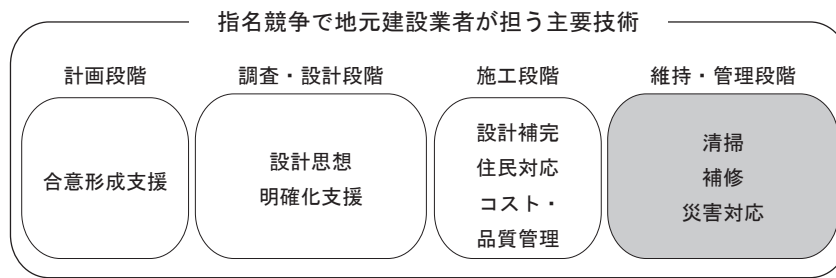 指名競争で地元建設業者が担う主要技術
計画段階
調査・設計段階
施工段階
維持・管理段階
合意形成支援
設計思想
明確化支援
設計補完
住民対応
コスト・
品質管理
清掃
補修
災害対応